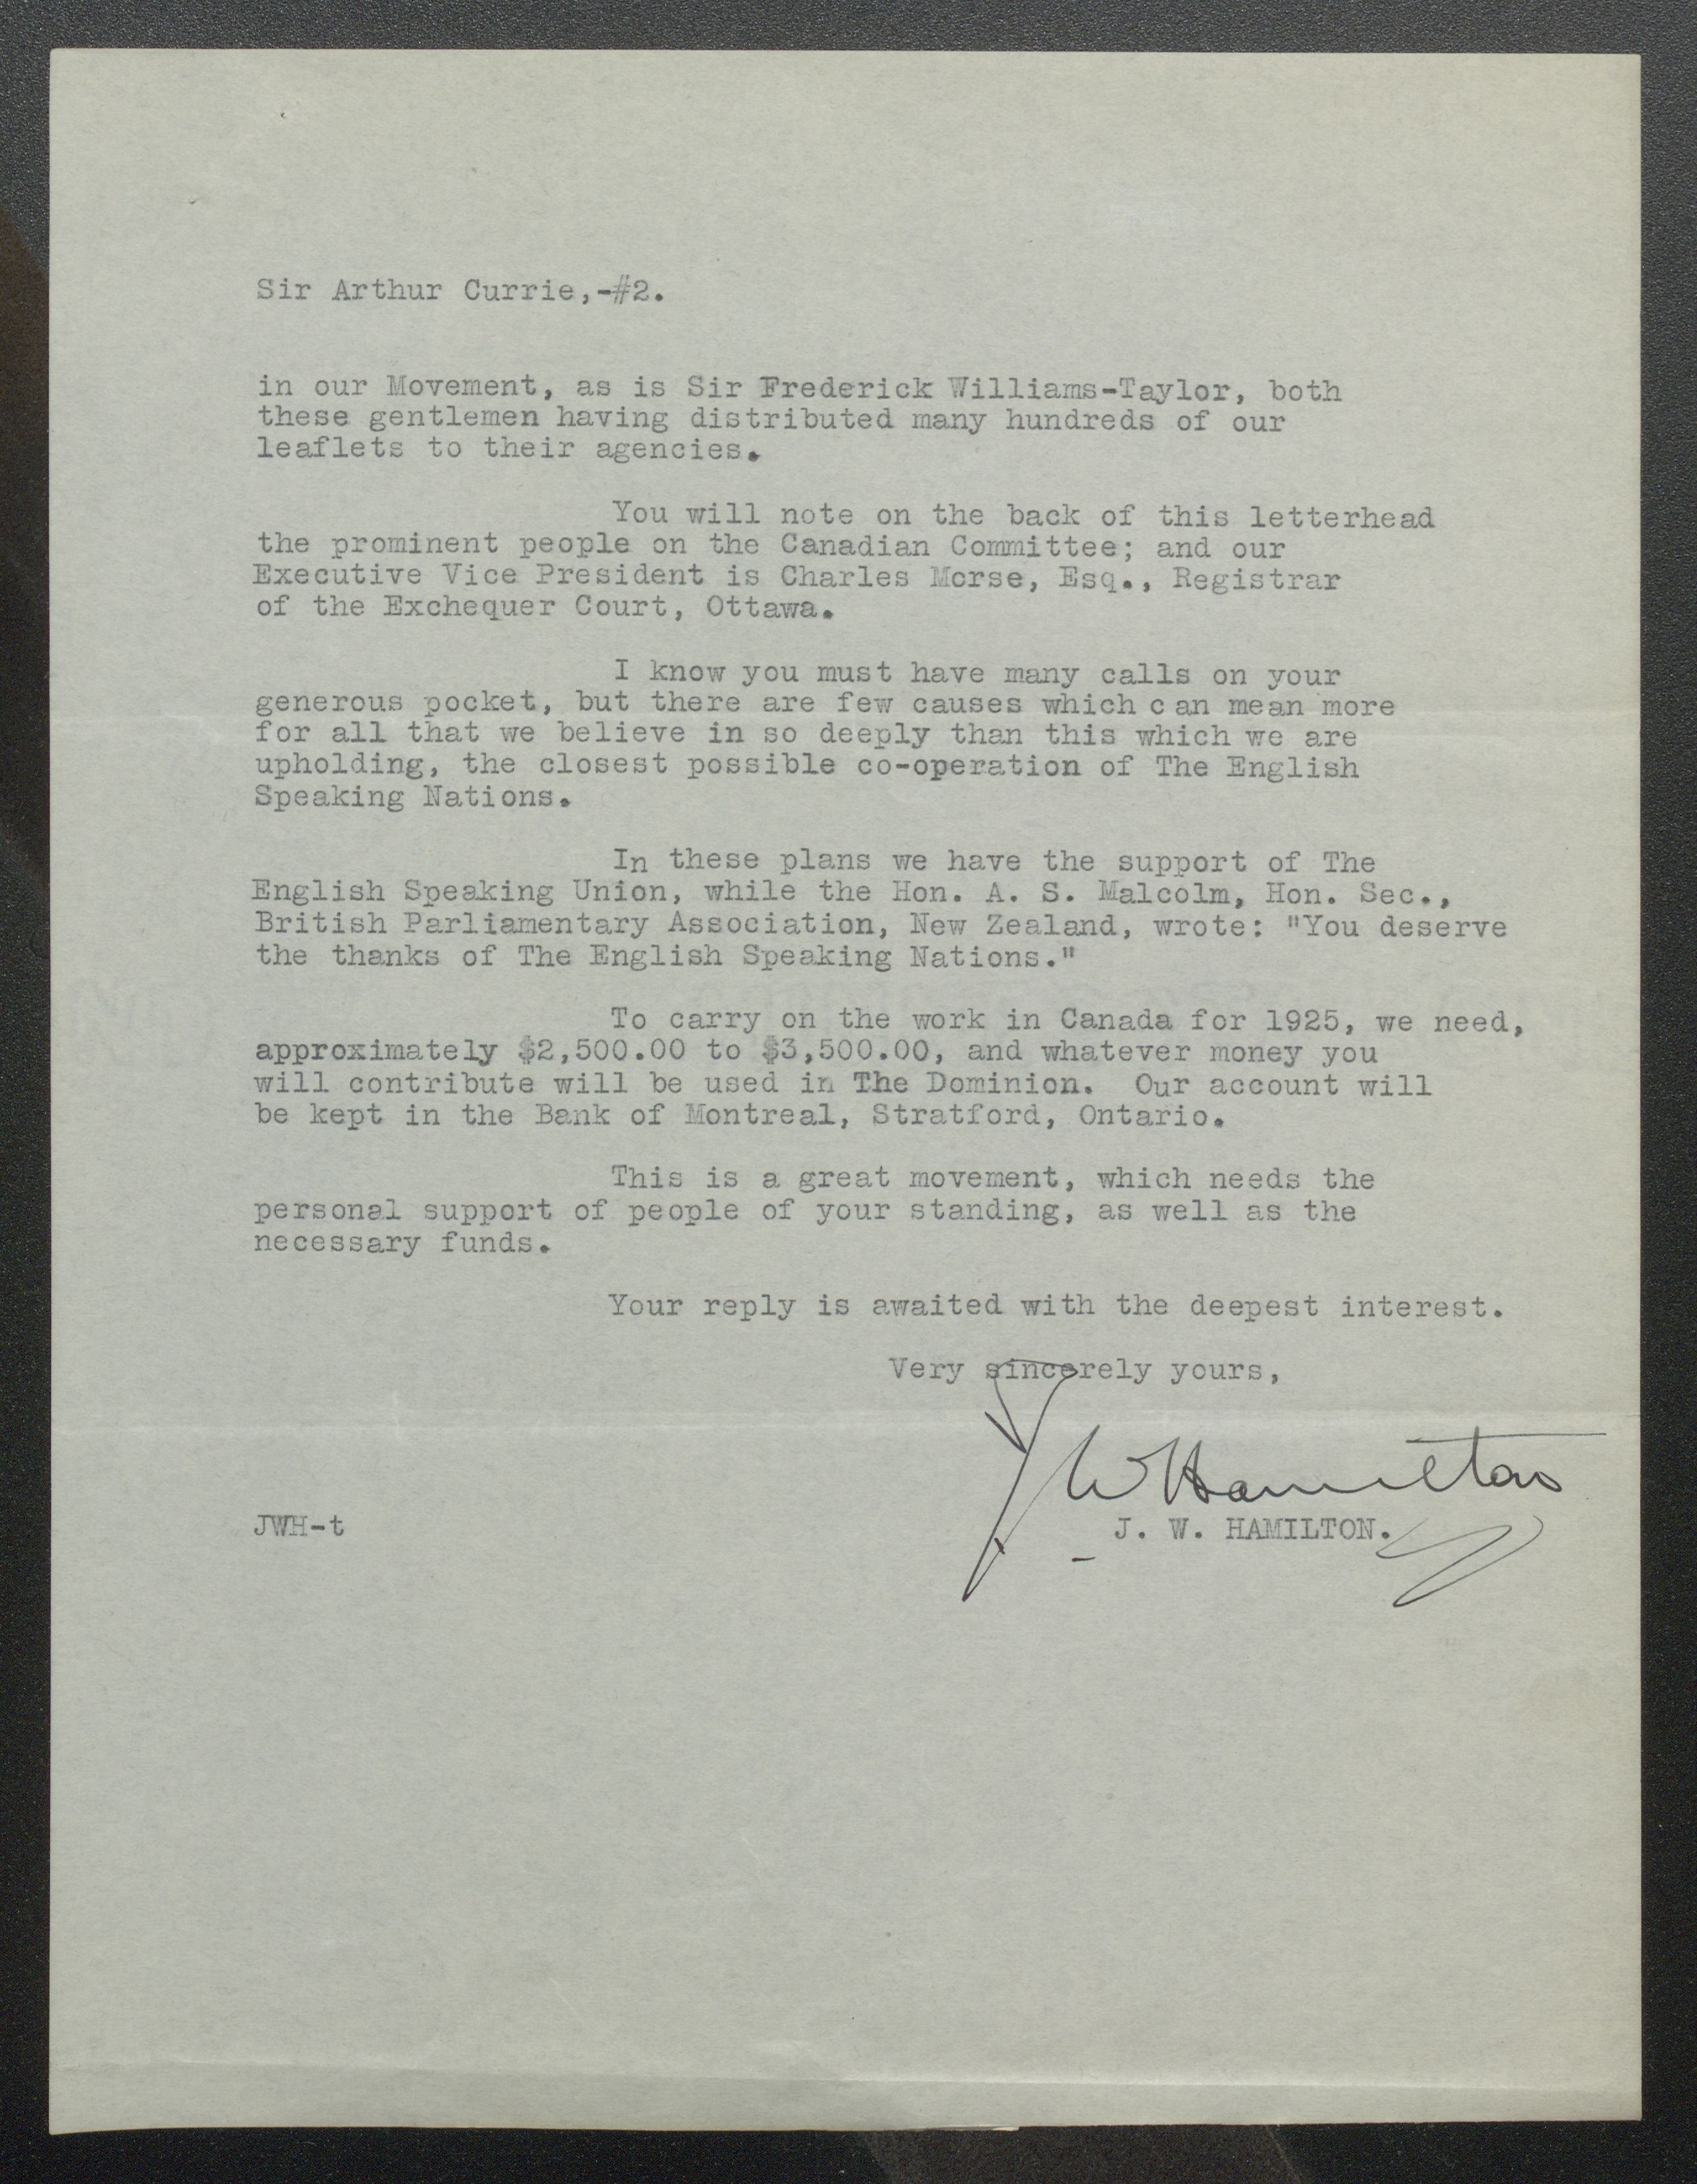 Sir Arthur Currie,-#2.
in our Movement, as is Sir Frederick Williams-Taylor, both
these gentlemen having distributed many hundreds of our
leaflets to their agencies.
You will note on the back of this letterhead
the prominent people on the Canadian Committee; and our
Executive Vice President is Charles Morse, Esq., Registrar
of the Exchequer Court, Ottawa.
I know you must have many calls on your
generous pocket, but there are few causes which can mean more
for all that we believe in so deeply than this which we are
upholding, the closest possible co-operation of The English
Speaking Nations.
In these plans we have the support of The
English Speaking Union, while the Hon. A. S. Malcolm, Hon. Sec.,
British Parliamentary Association, New Zealand, wrote: "You deserve
the thanks of The English Speaking Nations."
To carry on the work in Canada for 1925, we need,
approximately $2,500.00 to $3,500.00, and whatever money you
will contribute will be used in The Dominion. Our account will
be kept in the Bank of Montreal, Stratford, Ontario.
This is a great movement, which needs the
personal support of people of your standing, as well as the
necessary funds.
Your reply is awaited with the deepest interest.
Very sincerely yours,
J W Hamilton
JWH-t J. W. HAMILTON.